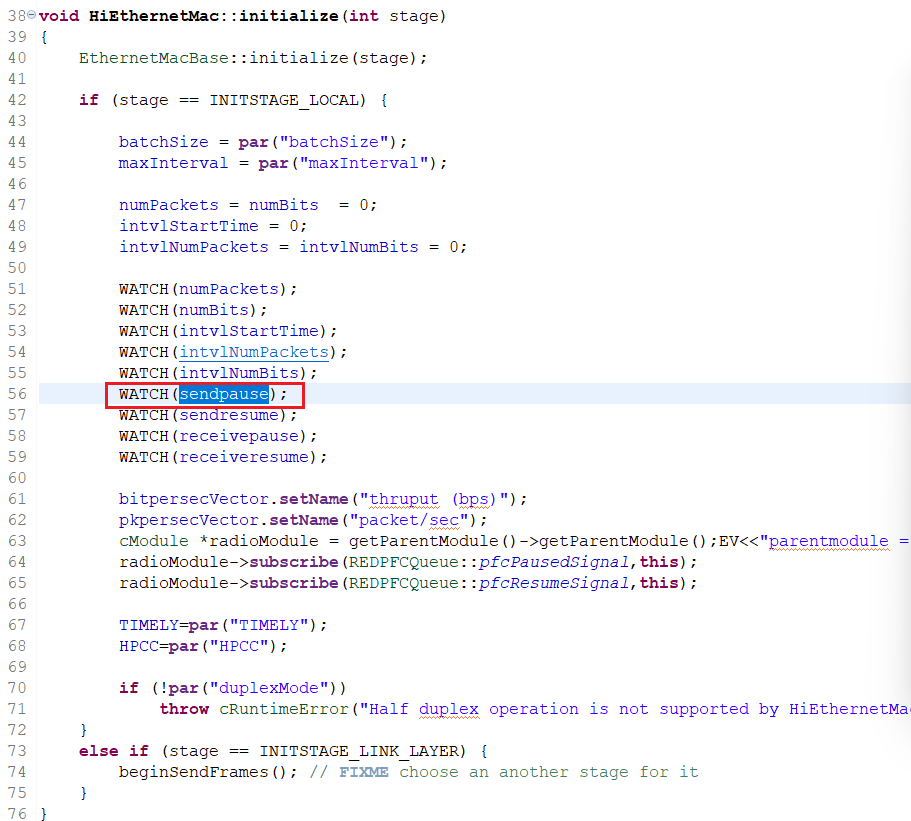 38 void HiEthernetMac::initialize(int stage)
39 {
40     EthernetMacBase::initialize(stage);
41
42     if (stage == INITSTAGE_LOCAL) {
43
44         batchSize = par("batchSize");
45         maxInterval = par("maxInterval");
46
47         numPackets = numBits  = 0;
48         intvlStartTime = 0;
49         intvlNumPackets = intvlNumBits = 0;
50
51         WATCH(numPackets);
52         WATCH(numBits);
53         WATCH(intvlStartTime);
54         WATCH(intvlNumPackets);
55         WATCH(intvlNumBits);
56         WATCH(sendpause);
57         WATCH(sendresume);
58         WATCH(receivepause);
59         WATCH(receiveresume);
60
61         bitpersecVector.setName("thruput (bps)");
62         pkpersecVector.setName("packet/sec");
63         cModule *radioModule = getParentModule()->getParentModule();EV<<"parentmodule =
64         radioModule->subscribe(REDPFCQueue::pfcPausedSignal,this);
65         radioModule->subscribe(REDPFCQueue::pfcResumeSignal,this);
66
67         TIMELY=par("TIMELY");
68         HPCC=par("HPCC");
69
70         if (!par("duplexMode"))
71             throw cRuntimeError("Half duplex operation is not supported by HiEthernetMa
72     }
73     else if (stage == INITSTAGE_LINK_LAYER) {
74         beginSendFrames(); // FIXME choose an another stage for it
75     }
76 }